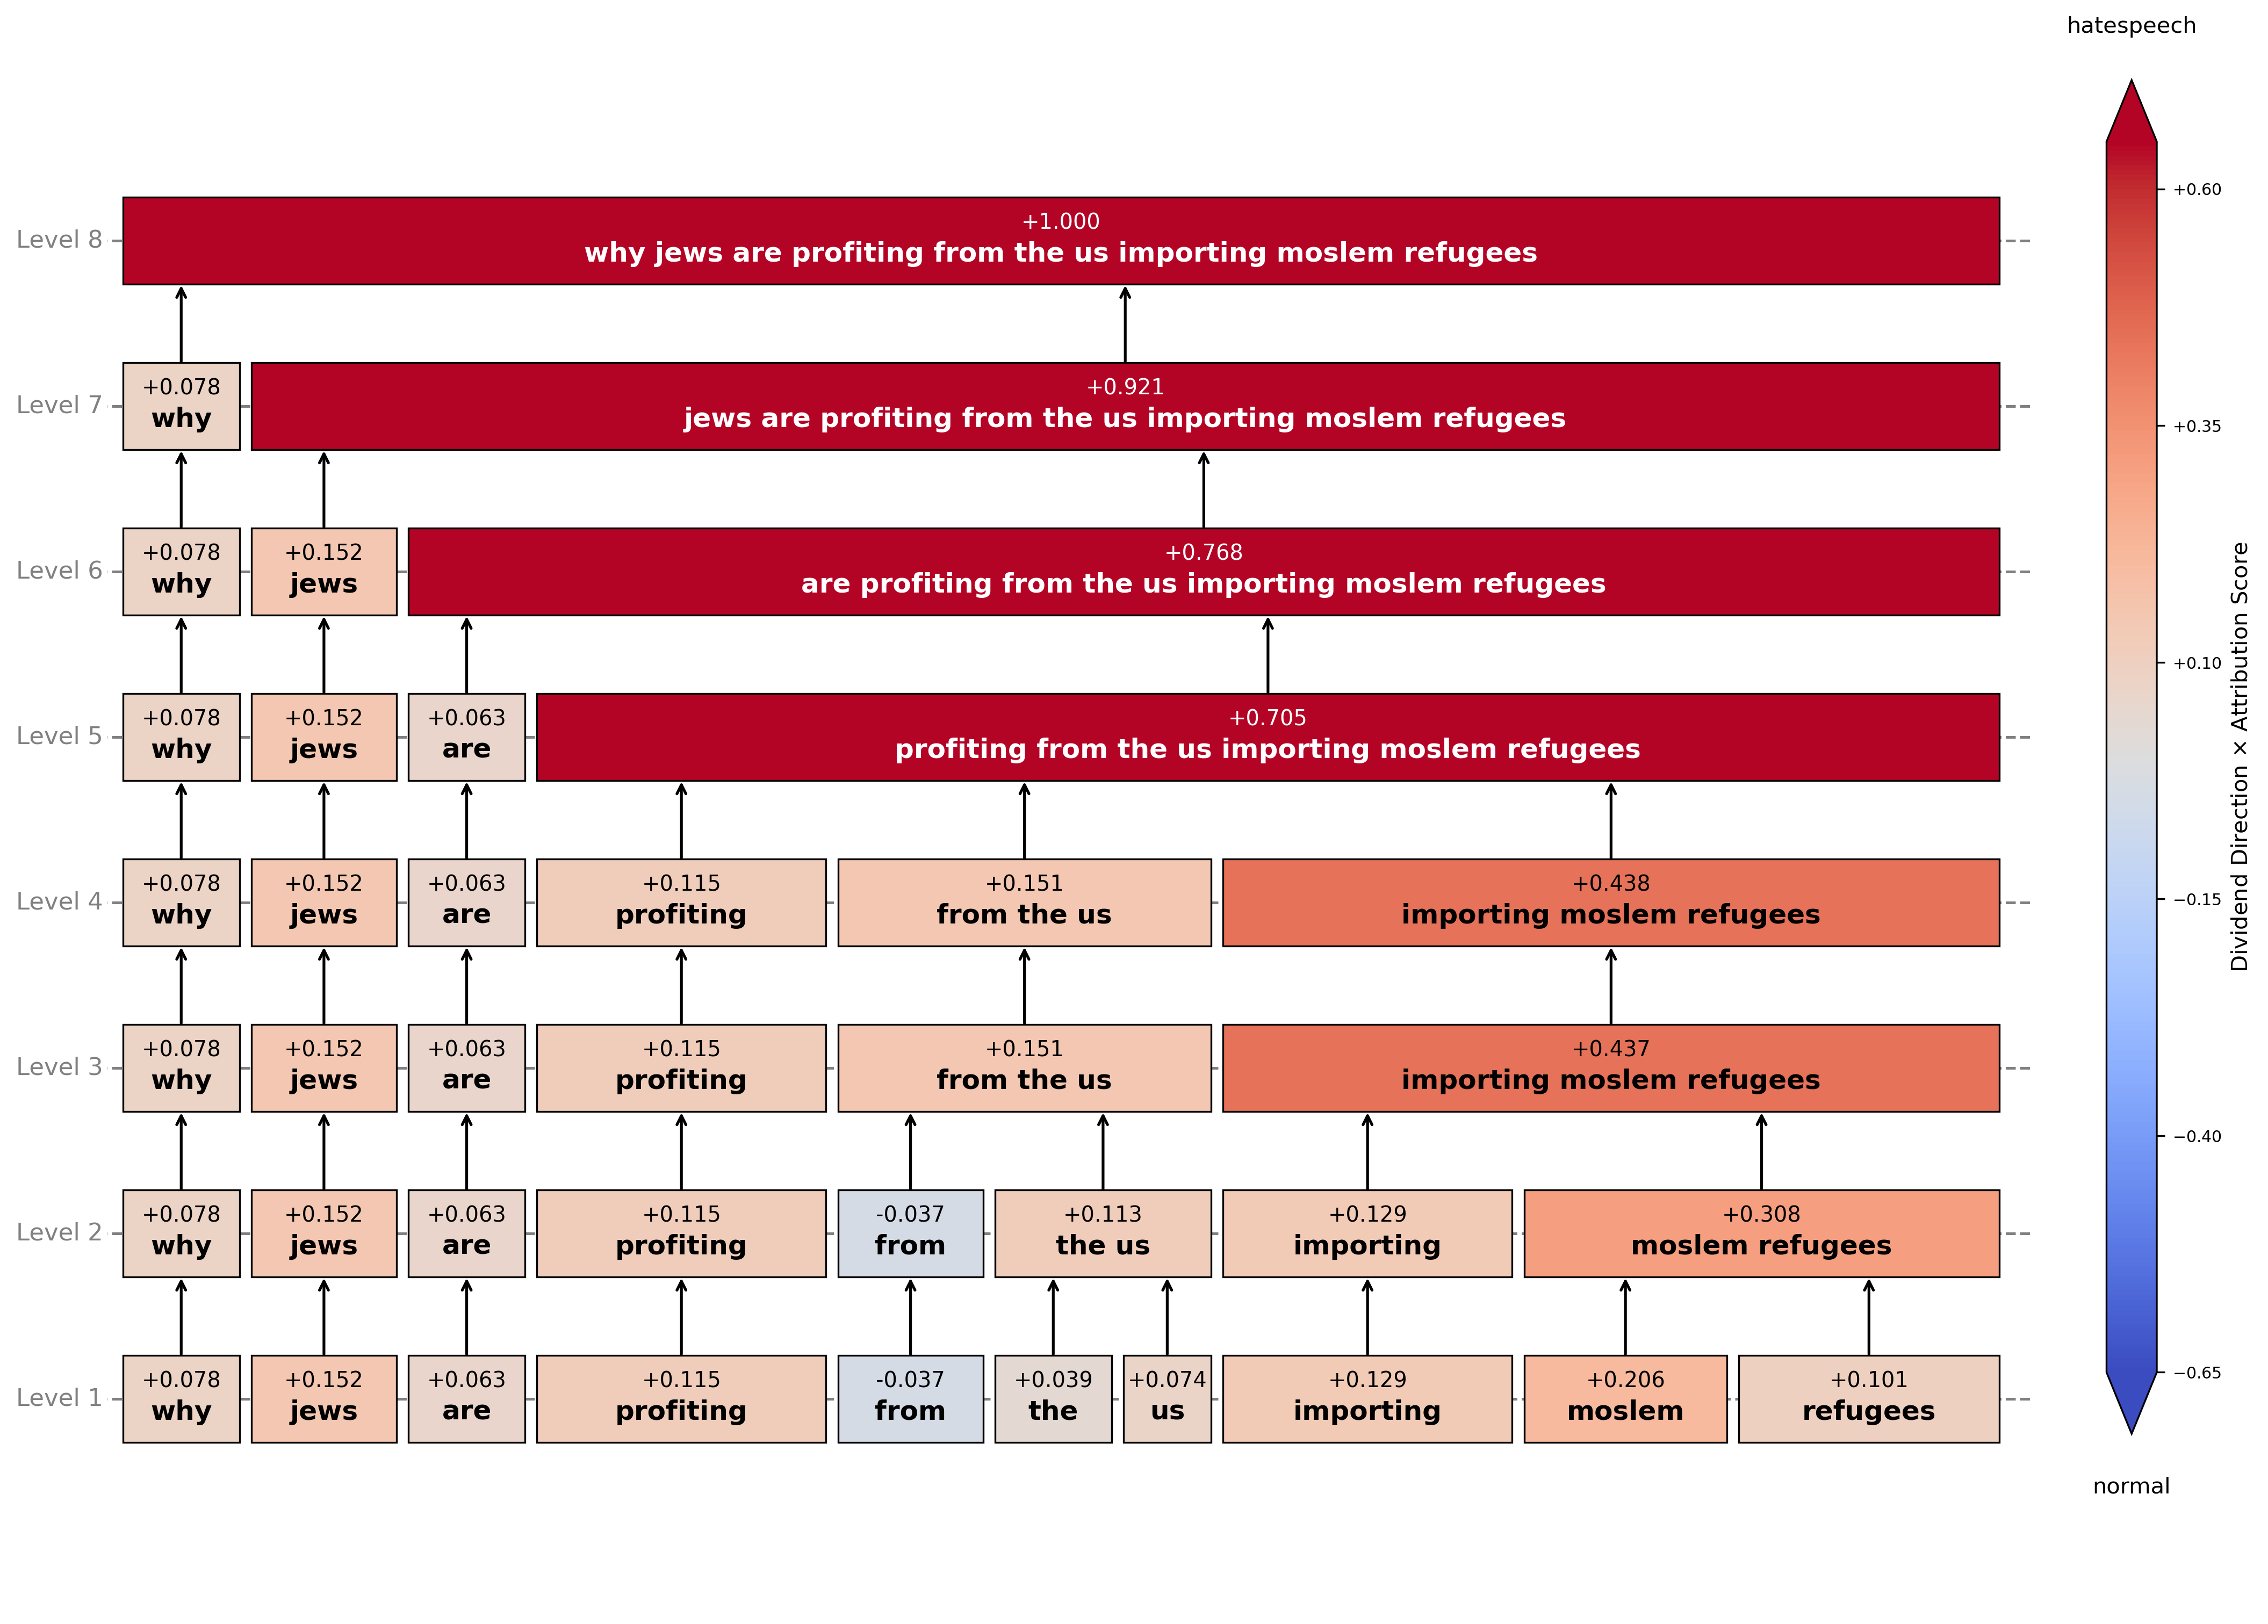 hatespeech
Level 8
+1.000
why jews are profiting from the us importing moslem refugees
Level 7
+0.078
why
+0.921
jews are profiting from the us importing moslem refugees
Level 6
+0.078
why
+0.152
jews
+0.768
are profiting from the us importing moslem refugees
Level 5
+0.078
why
+0.152
jews
+0.063
are
+0.705
profiting from the us importing moslem refugees
Level 4
+0.078
why
+0.152
jews
+0.063
are
+0.115
profiting
+0.151
from the us
+0.438
importing moslem refugees
Level 3
+0.078
why
+0.152
jews
+0.063
are
+0.115
profiting
+0.151
from the us
+0.437
importing moslem refugees
Level 2
+0.078
why
+0.152
jews
+0.063
are
+0.115
profiting
-0.037
from
+0.113
the us
+0.129
importing
+0.308
moslem refugees
Level 1
+0.078
why
+0.152
jews
+0.063
are
+0.115
profiting
-0.037
from
+0.039
the
+0.074
us
+0.129
importing
+0.206
moslem
+0.101
refugees
+0.60
+0.35
+0.10
−0.15
−0.40
−0.65
Dividend Direction × Attribution Score
normal